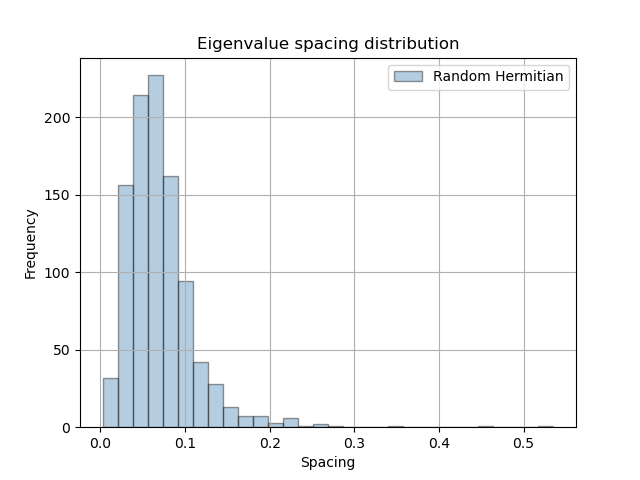 Eigenvalue spacing distribution
Random Hermitian
Frequency
200
150
100
50
0
0.0 0.1 0.2 0.3 0.4 0.5
Spacing